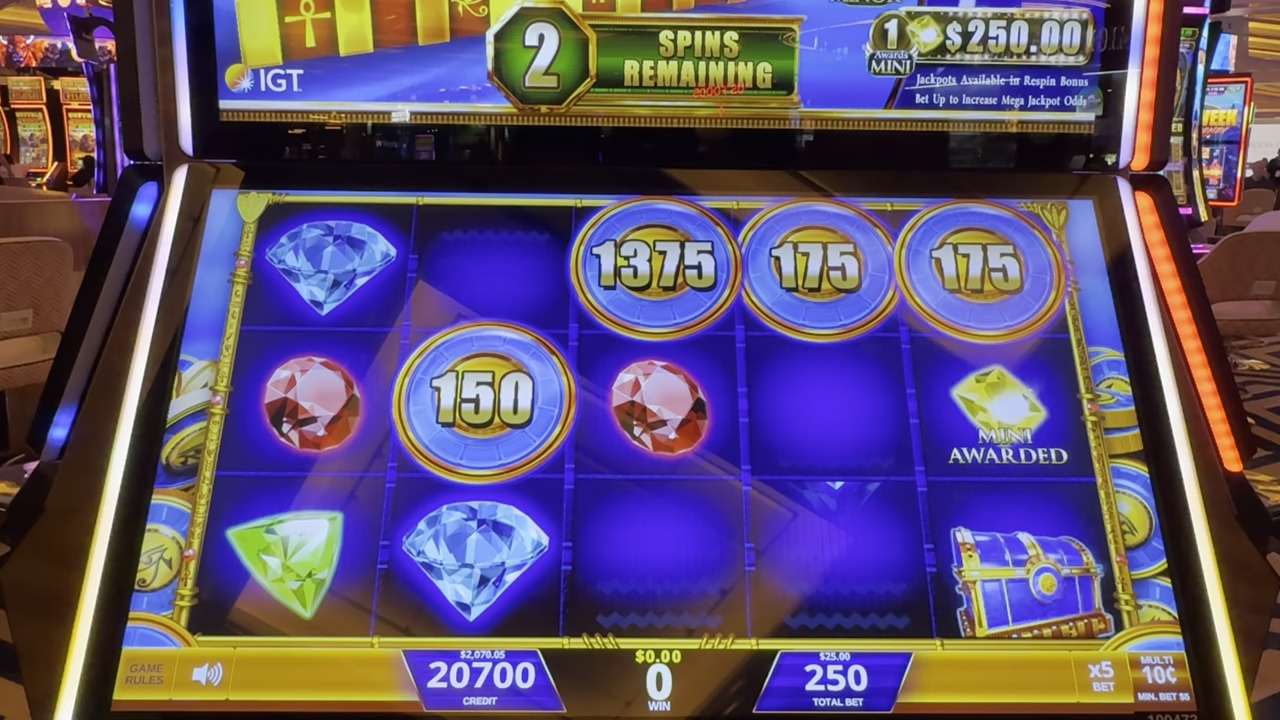 MINOR
2
SPINS
REMAINING
1
Awards
MINI
$250.00
IGT
Jackpots Available in Respin Bonus
Bet Up to Increase Mega Jackpot Odds
1375
175
175
150
MINI
AWARDED
GAME
RULES
$2,070.05
20700
CREDIT
$0.00
0
WIN
$25.00
250
TOTAL BET
x5
BET
MULTI
10¢
MIN. BET $5